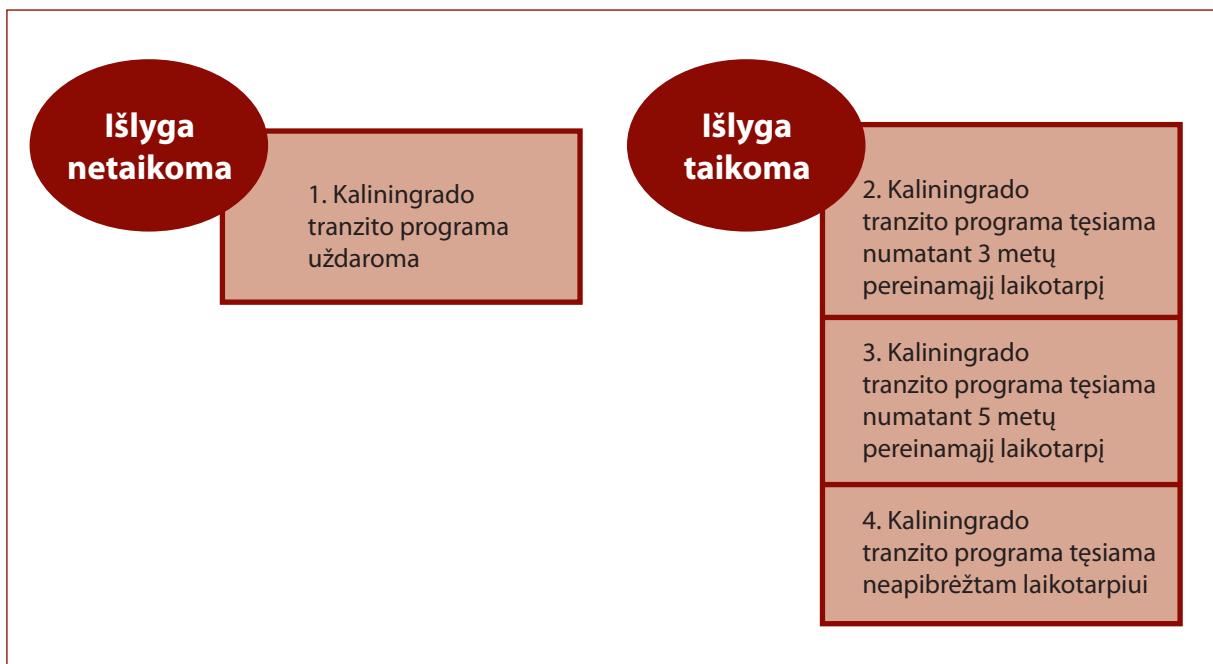 Išlyga
netaikoma
1. Kaliningrado
tranzito programa
uždaroma
Išlyga
taikoma
2. Kaliningrado
tranzito programa tęsiama
numatant 3 metų
pereinamąjį laikotarpį
3. Kaliningrado
tranzito programa tęsiama
numatant 5 metų
pereinamąjį laikotarpį
4. Kaliningrado
tranzito programa tęsiama
neapibrėžtam laikotarpiui